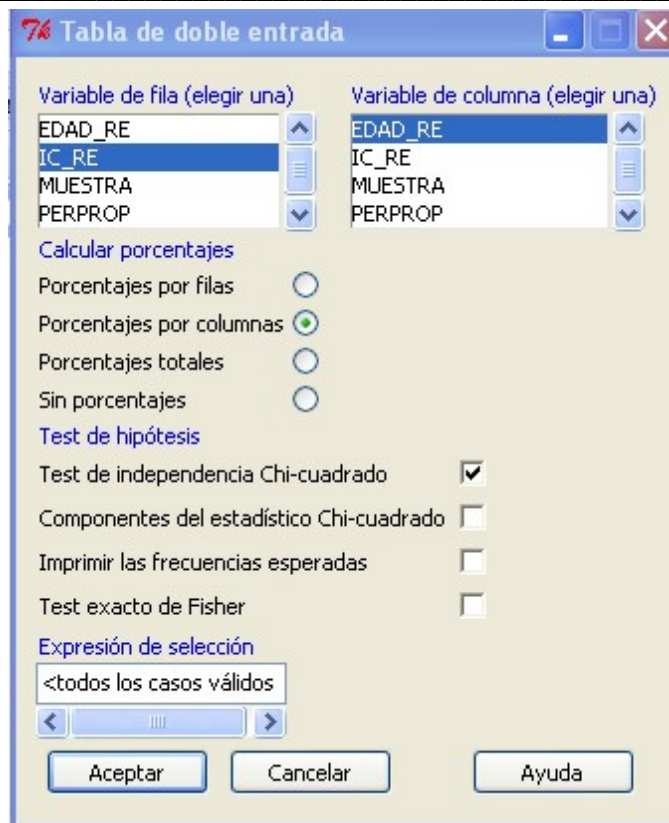 Tabla de doble entrada
Variable de fila (elegir una) Variable de columna (elegir una)
EDAD_RE EDAD_RE
IC_RE IC_RE
MUESTRA MUESTRA
PERPROP PERPROP
Calcular porcentajes
Porcentajes por filas
Porcentajes por columnas
Porcentajes totales
Sin porcentajes
Test de hipótesis
Test de independencia Chi-cuadrado
Componentes del estadístico Chi-cuadrado
Imprimir las frecuencias esperadas
Test exacto de Fisher
Expresión de selección
<todos los casos válidos
Aceptar Cancelar Ayuda